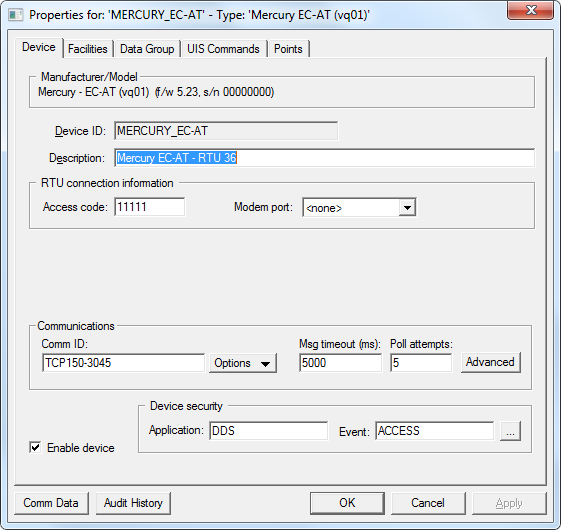 Properties for: 'MERCURY_EC-AT' - Type: 'Mercury EC-AT (vq01)'
Device Facilities Data Group UIS Commands Points
Manufacturer/Model
Mercury - EC-AT (vq01) (f/w 5.23, s/n 00000000)
Device ID: MERCURY_EC-AT
Description: Mercury EC-AT - RTU 36
RTU connection information
Access code: 11111 Modem port: <none>
Communications
Comm ID: Msg timeout (ms): Poll attempts:
TCP150-3045 Options 5000 5 Advanced
Device security
Application: DDS Event: ACCESS ...
Enable device
Comm Data Audit History OK Cancel Apply